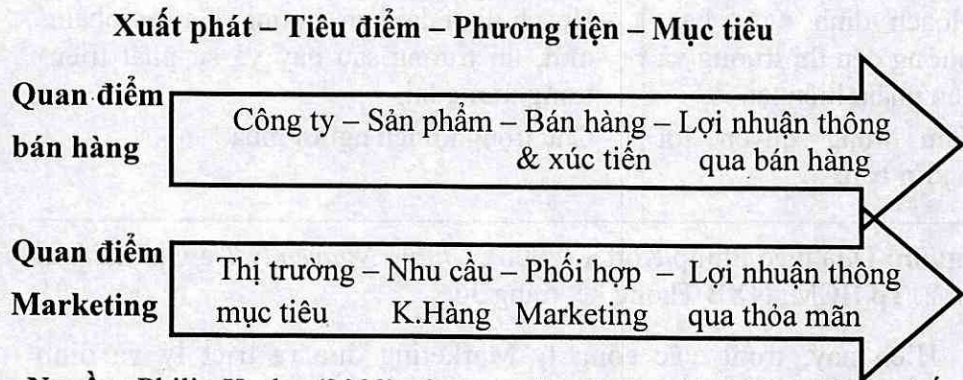 Xuất phát – Tiêu điểm – Phương tiện – Mục tiêu
Quan điểm
bán hàng
Công ty – Sản phẩm – Bán hàng – Lợi nhuận thông
& xúc tiến qua bán hàng
Quan điểm
Marketing
Thị trường – Nhu cầu – Phối hợp – Lợi nhuận thông
mục tiêu K.Hàng Marketing qua thỏa mãn